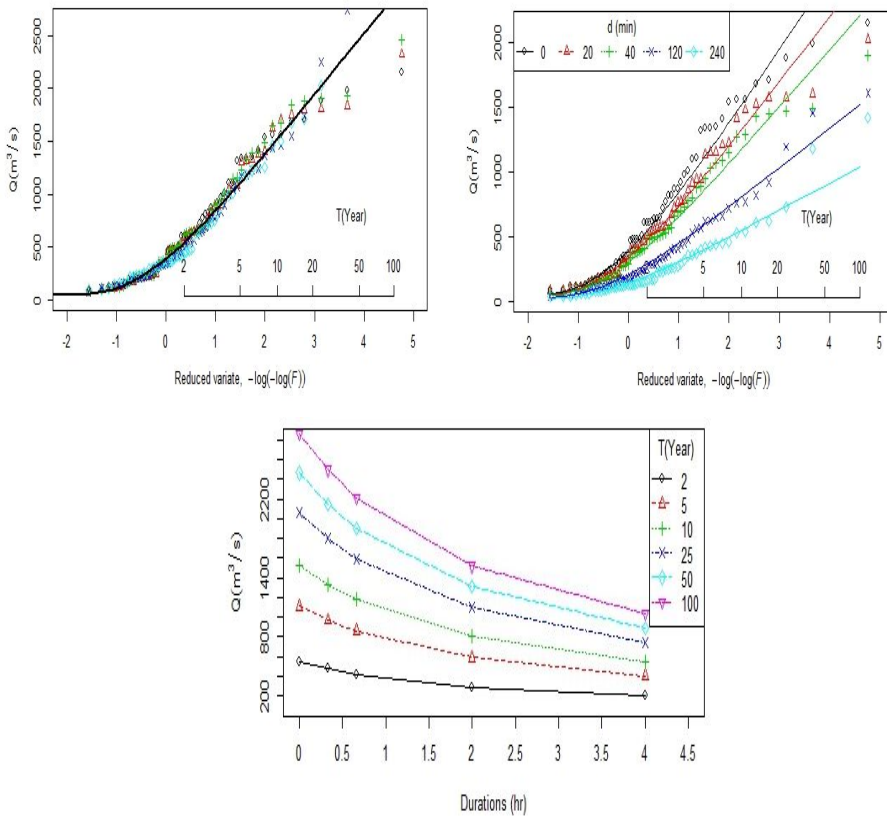 Q(m³/s)
0 500 1000 1500 2000 2500
T(Year)
2 5 10 20 50 100
-2 -1 0 1 2 3 4 5
Reduced variate, −log(−log(F))
Q(m³/s)
0 500 1000 1500 2000
d (min)
0 20 40 120 240
T(Year)
5 10 20 50 100
-2 -1 0 1 2 3 4 5
Reduced variate, −log(−log(F))
Q(m³/s)
200 800 1400 2200
T(Year)
2
5
10
25
50
100
0 0.5 1 1.5 2 2.5 3 3.5 4 4.5
Durations (hr)